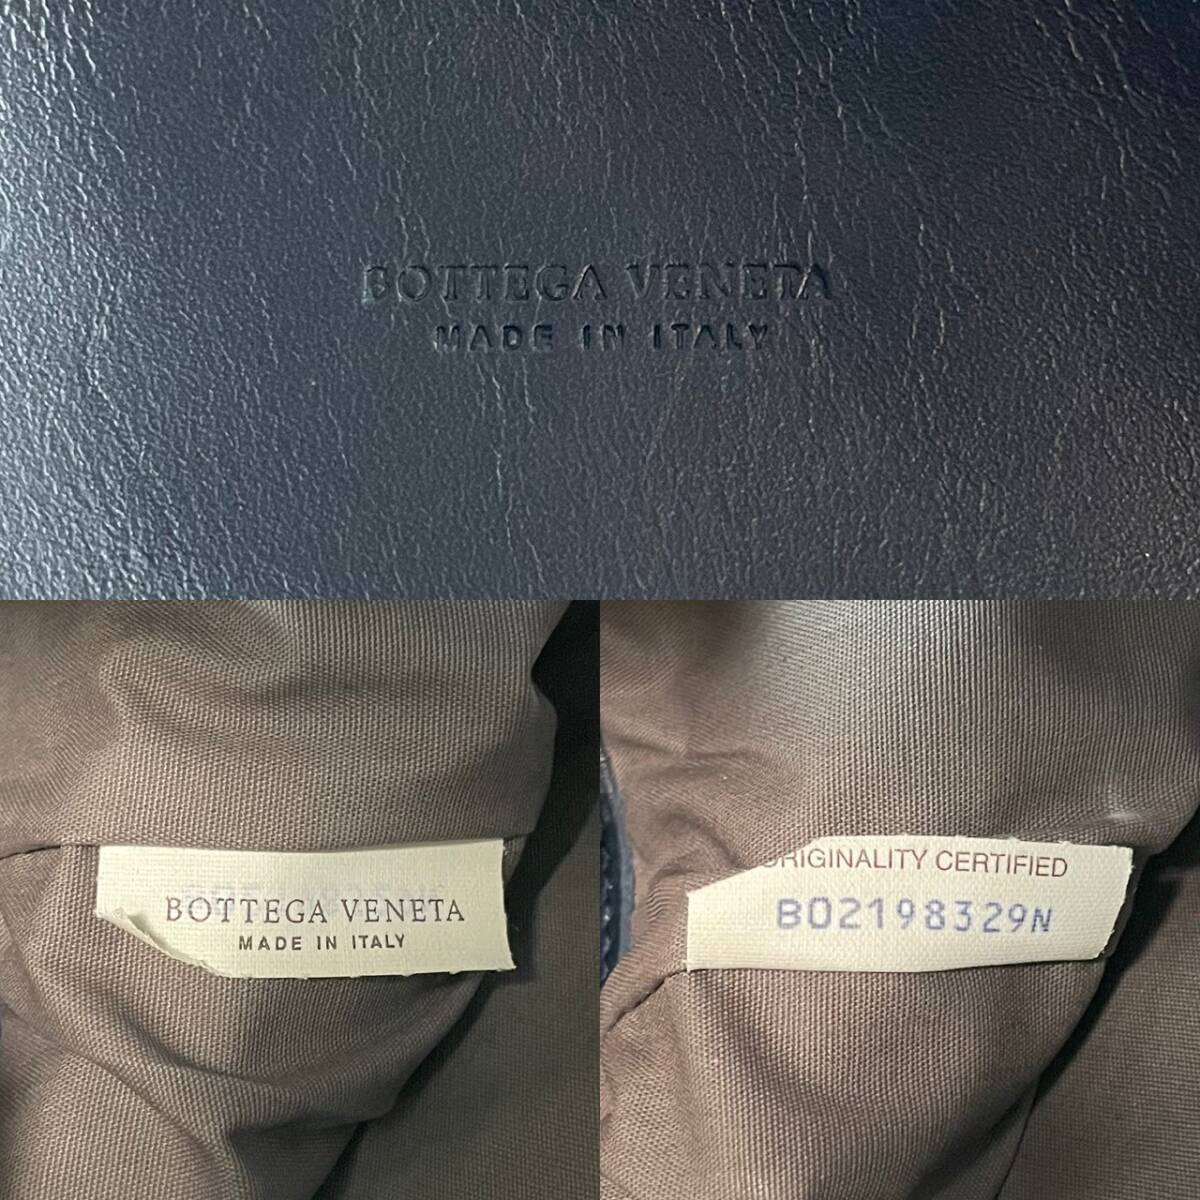 BOTTEGA VENETA
MADE IN ITALY
BOTTEGA VENETA
MADE IN ITALY
ORIGINALITY CERTIFIED
B02198329N